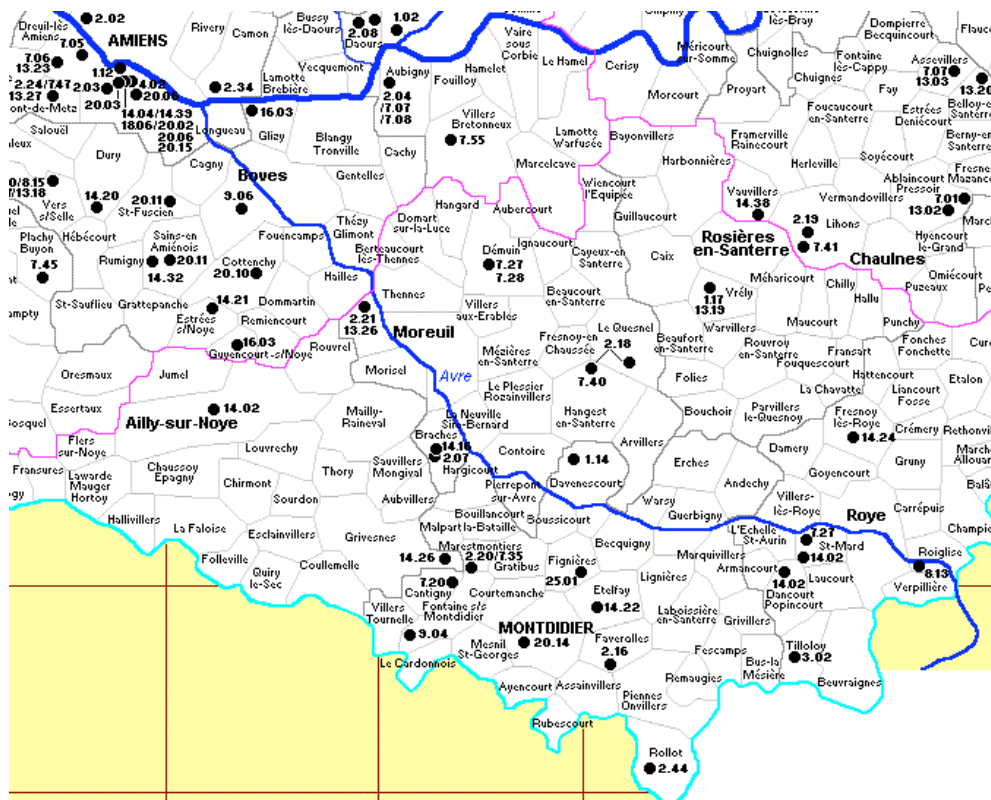 Dreuil-lès
Amiens
2.02
AMIENS
Rivery
Camon
Bussy
lès-Daours
1.02
2.08
Daours
Vaire
sous
Corbie
Le Hamel
Cerisy
Méricourt
sur-Somme
lès-Bray
Chuignolles
Dompierre
Becquincourt
7.05
7.06
13.23
1.12
2.24/7.47
13.27
2.03
4.02
20.06
20.03
ont-de-Metz
14.04/14.39
18.06/20.02
20.06
20.15
2.34
Vecquemont
Lamotte
Brebière
16.03
Aubigny
2.04
/7.07
/7.08
Fouilloy
Hamelet
Morcourt
Proyart
Chuignes
Fontaine
lès-Cappy
Assevillers
7.07
13.03
Fay
13.20
Belloy-en
Santerre
Foucaucourt
en-Santerre
Estrées
Deniécourt
Berny-en
Santerre
Salouël
Longueau
Glizy
Blangy
Tronville
Villers
Bretonneux
7.55
Lamotte
Warfusée
Bayonvillers
Framerville
Rainecourt
Dury
Cagny
Cachy
Marcelcave
Harbonnières
Herleville
Soyécourt
Boves
Gentelles
Wiencourt
l'Equipée
Vauvillers
14.38
Vermandovillers
Ablaincourt
Pressoir
7.01
13.02
0/8.15
/13.18
Vers
s/Selle
14.20
20.11
St-Fuscien
9.06
Hangard
Aubercourt
Guillaucourt
2.19
Lihons
7.41
Hyencourt
le-Grand
Plachy
Buyon
7.45
Hébécourt
Sains-en
Amiénois
Rumigny
20.11
14.32
Fouencamps
Thézy
Glimont
Domart
sur-la-Luce
Berteaucourt
lès-Thennes
Démuin
7.27
7.28
Ignaucourt
Cayeux-en
Santerre
Caix
Rosières
en-Santerre
Chaulnes
Cottenchy
20.10
Hailles
Omiécourt
St-Sauflieu
Grattepanche
14.21
Estrées
s/Noye
Dommartin
Remiencourt
Thennes
2.21
13.26
Villers
aux-Erables
Beaucourt
en-Santerre
1.17
13.19
Vrély
Méharicourt
Chilly
Hallu
Puzeaux
Punchy
Maucourt
Moreuil
16.03
Guyencourt-s/Noye
Rouvrel
Mézières
en-Santerre
Fresnoy-en
Chaussée
Le Quesnel
2.18
7.40
Beaufort
en-Santerre
Warvillers
Rouvroy
en-Santerre
Fouquescourt
Fransart
Fonches
Fonchette
Hattencourt
Oresmaux
Jumel
Morisel
Avre
Le Plessier
Rozainvillers
Folies
La Chavatte
Liancourt
Fosse
Etalon
Essertaux
Ailly-sur-Noye
14.02
Mailly-
Raineval
La Neuville
Sire-Bernard
Hangest
en-Santerre
Bouchoir
Parvillers
le-Quesnoy
Fresnoy
lès-Roye
14.24
Crémery
Flers
sur-Noye
Louvrechy
Braches
14.16
2.07
Contoire
Arvillers
Damery
Goyencourt
Gruny
Fransures
Lawarde
Mauger
Hortoy
Chaussoy
Epagny
Chirmont
Thory
Sauvillers
Mongival
Hargicourt
1.14
Davenescourt
Erches
Andechy
Sourdon
Aubvillers
Pierrepont
sur-Avre
Warsy
Guerbigny
Villers-
lès-Roye
Roye
Carrépuis
Hallivillers
La Faloise
Esclainvillers
Grivesnes
Malpart
Bouillancourt
la-Bataille
Boussicourt
L'Echelle
St-Aurin
7.27
St-Mard
14.02
Roiglise
Folleville
Quiry
le-Sec
Coullemelle
14.26
Marestmontiers
2.20/7.35
Gratibus
Becquigny
Fignières
25.01
Marquivillers
Armancourt
14.02
Laucourt
8.13
Verpillière
7.20
Cantigny
Courtemanche
Lignières
Dancourt
Popincourt
Villers
Tournelle
Fontaine s/s
Montdidier
Etelfay
14.22
Laboissière
en-Santerre
Grivillers
9.04
MONTDIDIER
20.14
Faverolles
2.16
Fescamps
Tilloloy
3.02
Le Cardonnois
Mesnil
St-Georges
Bus-la
Mésière
Beuvraignes
Ayencourt
Assainvillers
Remaugies
Piennes
Onvillers
Rubescourt
Rollot
2.44